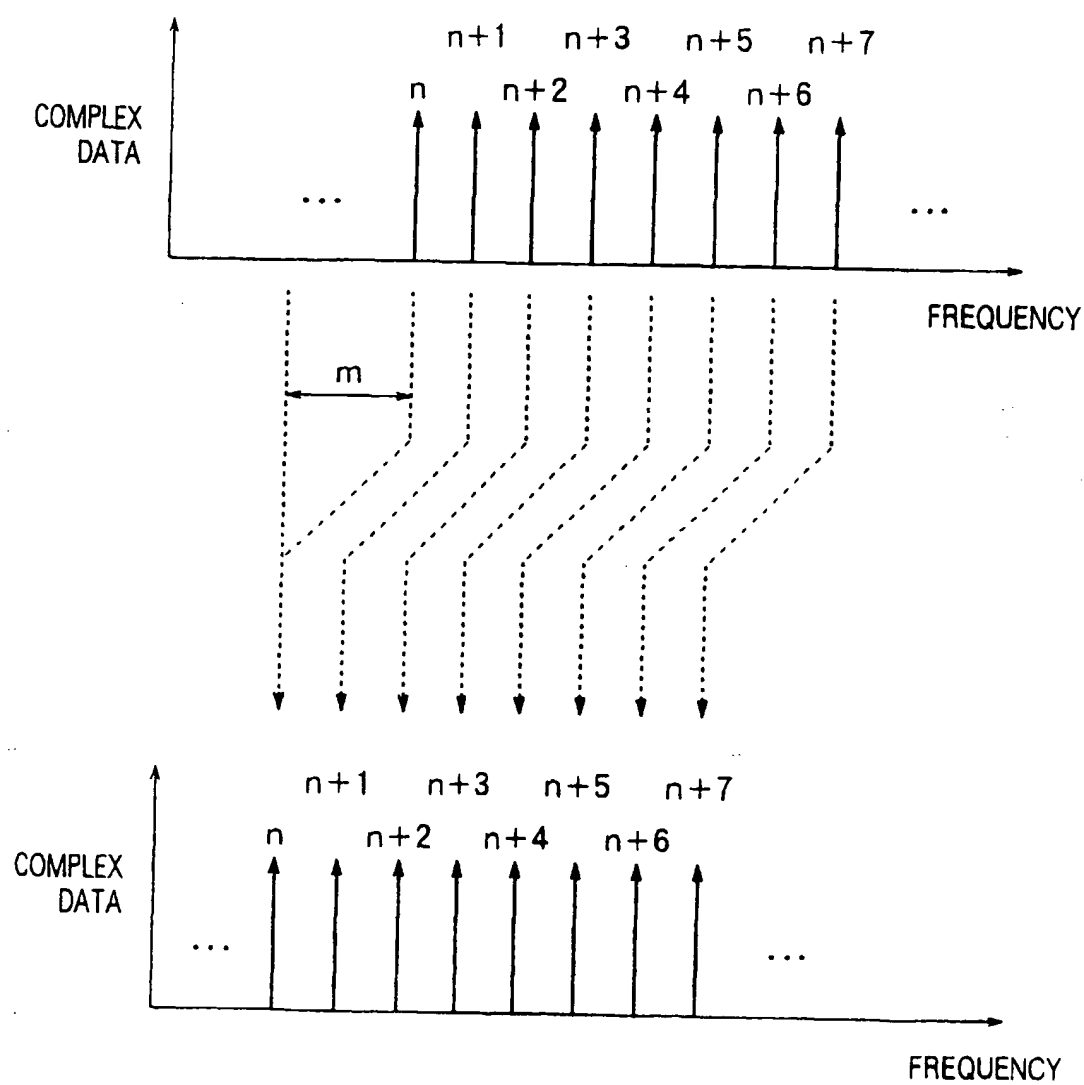 n+1 n+3 n+5 n+7
n n+2 n+4 n+6
COMPLEX
DATA
... ...
FREQUENCY
m
n+1 n+3 n+5 n+7
n n+2 n+4 n+6
COMPLEX
DATA
... ...
FREQUENCY